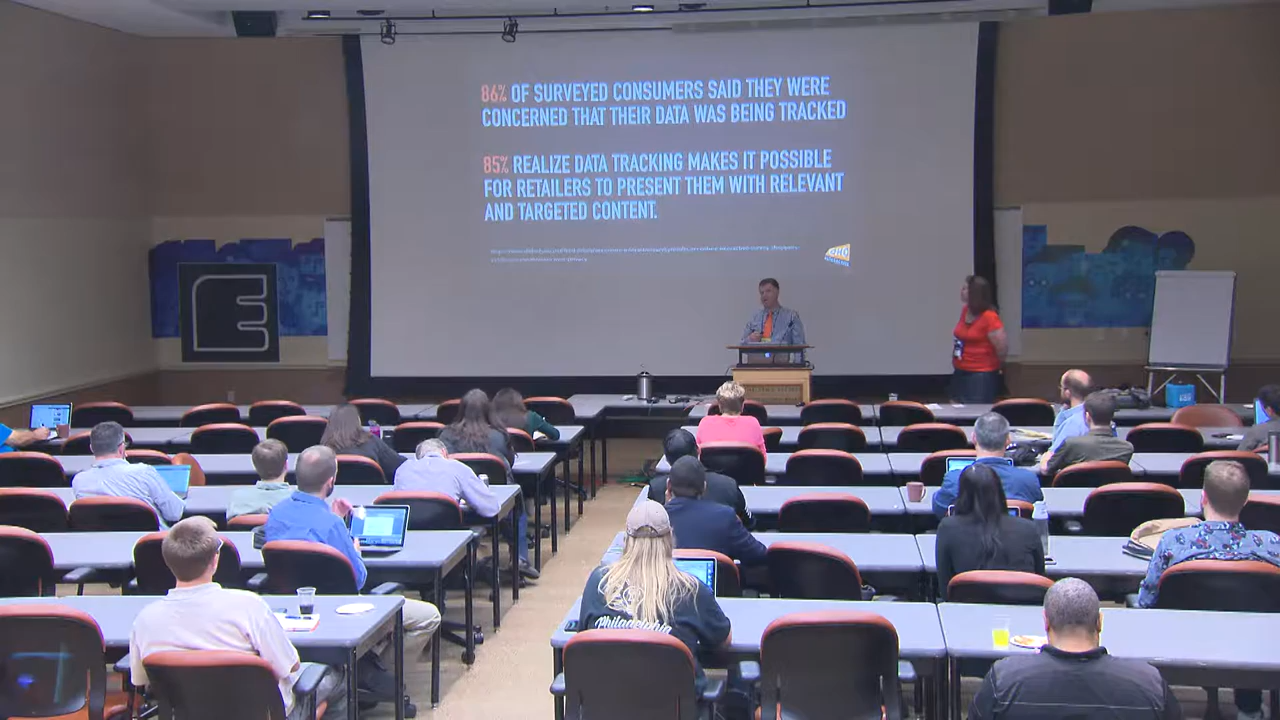 86% OF SURVEYED CONSUMERS SAID THEY WERE
CONCERNED THAT THEIR DATA WAS BEING TRACKED
85% REALIZE DATA TRACKING MAKES IT POSSIBLE
FOR RETAILERS TO PRESENT THEM WITH RELEVANT
AND TARGETED CONTENT.
E
Philadelphia